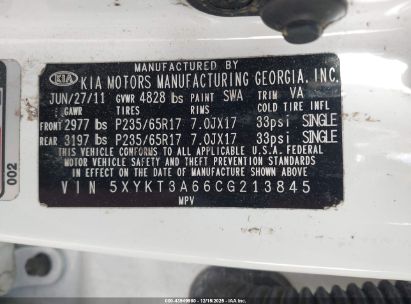 MANUFACTURED BY
KIA KIA MOTORS MANUFACTURING GEORGIA, INC.
JUN/27/11 GVWR 4828 lbs PAINT SWA TRIM VA
GAWR TIRES RIMS COLD TIRE INFL
FRONT 2977 lbs P235/65R17 7.0JX17 33psi SINGLE
REAR 3197 lbs P235/65R17 7.0JX17 33psi SINGLE
THIS VEHICLE CONFORMS TO ALL APPLICABLE U.S.A. FEDERAL
MOTOR VEHICLE SAFETY AND THEFT PREVENTION STANDARDS IN
EFFECT ON THE DATE OF MANUFACTURE SHOWN ABOVE.
VIN 5XYKT3A66CG213845
MPV
002